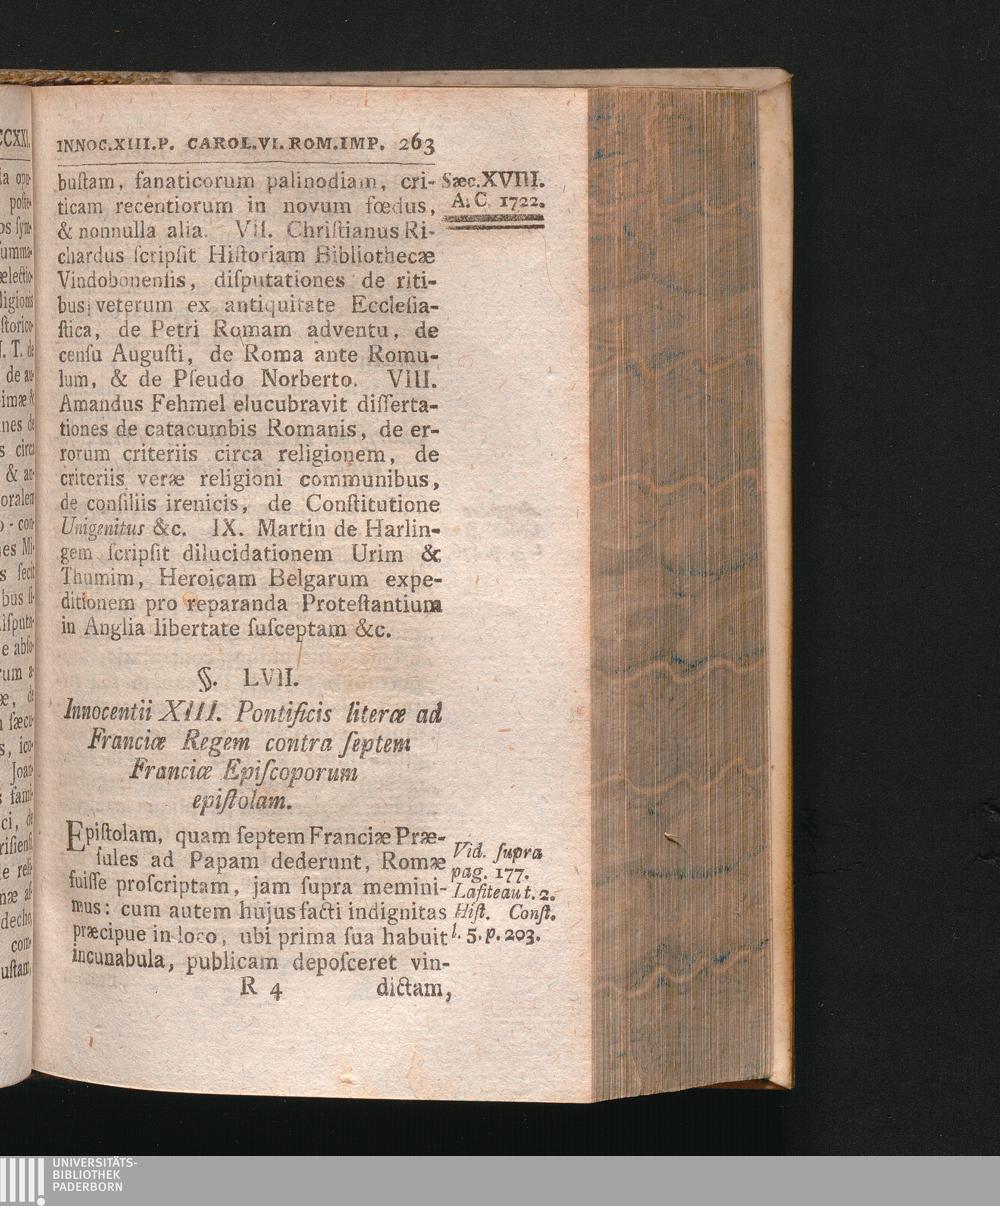 INNOC.XIII.P. CAROL.VI. ROM.IMP. 263
buſtam, fanaticorum palinodiam, cri-
ticam recentiorum in novum fœdus,
& nonnulla alia. VII. Chriſtianus Ri-
chardus ſcripſit Hiſtoriam Bibliothecæ
Vindobonenſis, diſputationes de riti-
bus veterum ex antiquitate Eccleſia-
ſtica, de Petri Romam adventu, de
cenſu Auguſti, de Roma ante Romu-
lum, & de Pſeudo Norberto. VIII.
Amandus Fehmel elucubravit diſſerta-
tiones de catacumbis Romanis, de er-
rorum criteriis circa religionem, de
criteriis veræ religioni communibus,
de conſiliis irenicis, de Conſtitutione
Unigenitus &c. IX. Martin de Harlin-
gem ſcripſit dilucidationem Urim &
Thumim, Heroicam Belgarum expe-
ditionem pro reparanda Proteſtantium
in Anglia libertate ſuſceptam &c.
Sæc.XVIII.
A.C 1722.
§. LVII.
Innocentii XIII. Pontificis literæ ad
Franciæ Regem contra ſeptem
Franciæ Epiſcoporum
epiſtolam.
Epiſtolam, quam ſeptem Franciæ Præ-
ſules ad Papam dederunt, Romæ
fuiſſe proſcriptam, jam ſupra memini-
mus: cum autem hujus facti indignitas
præcipue in loco, ubi prima ſua habuit
incunabula, publicam depoſceret vin-
R 4 dictam,
Vid. ſupra
pag. 177.
Lafiteau t. 2.
Hiſt. Conſt.
l. 5. p. 203.
UNIVERSITÄTS-
BIBLIOTHEK
PADERBORN